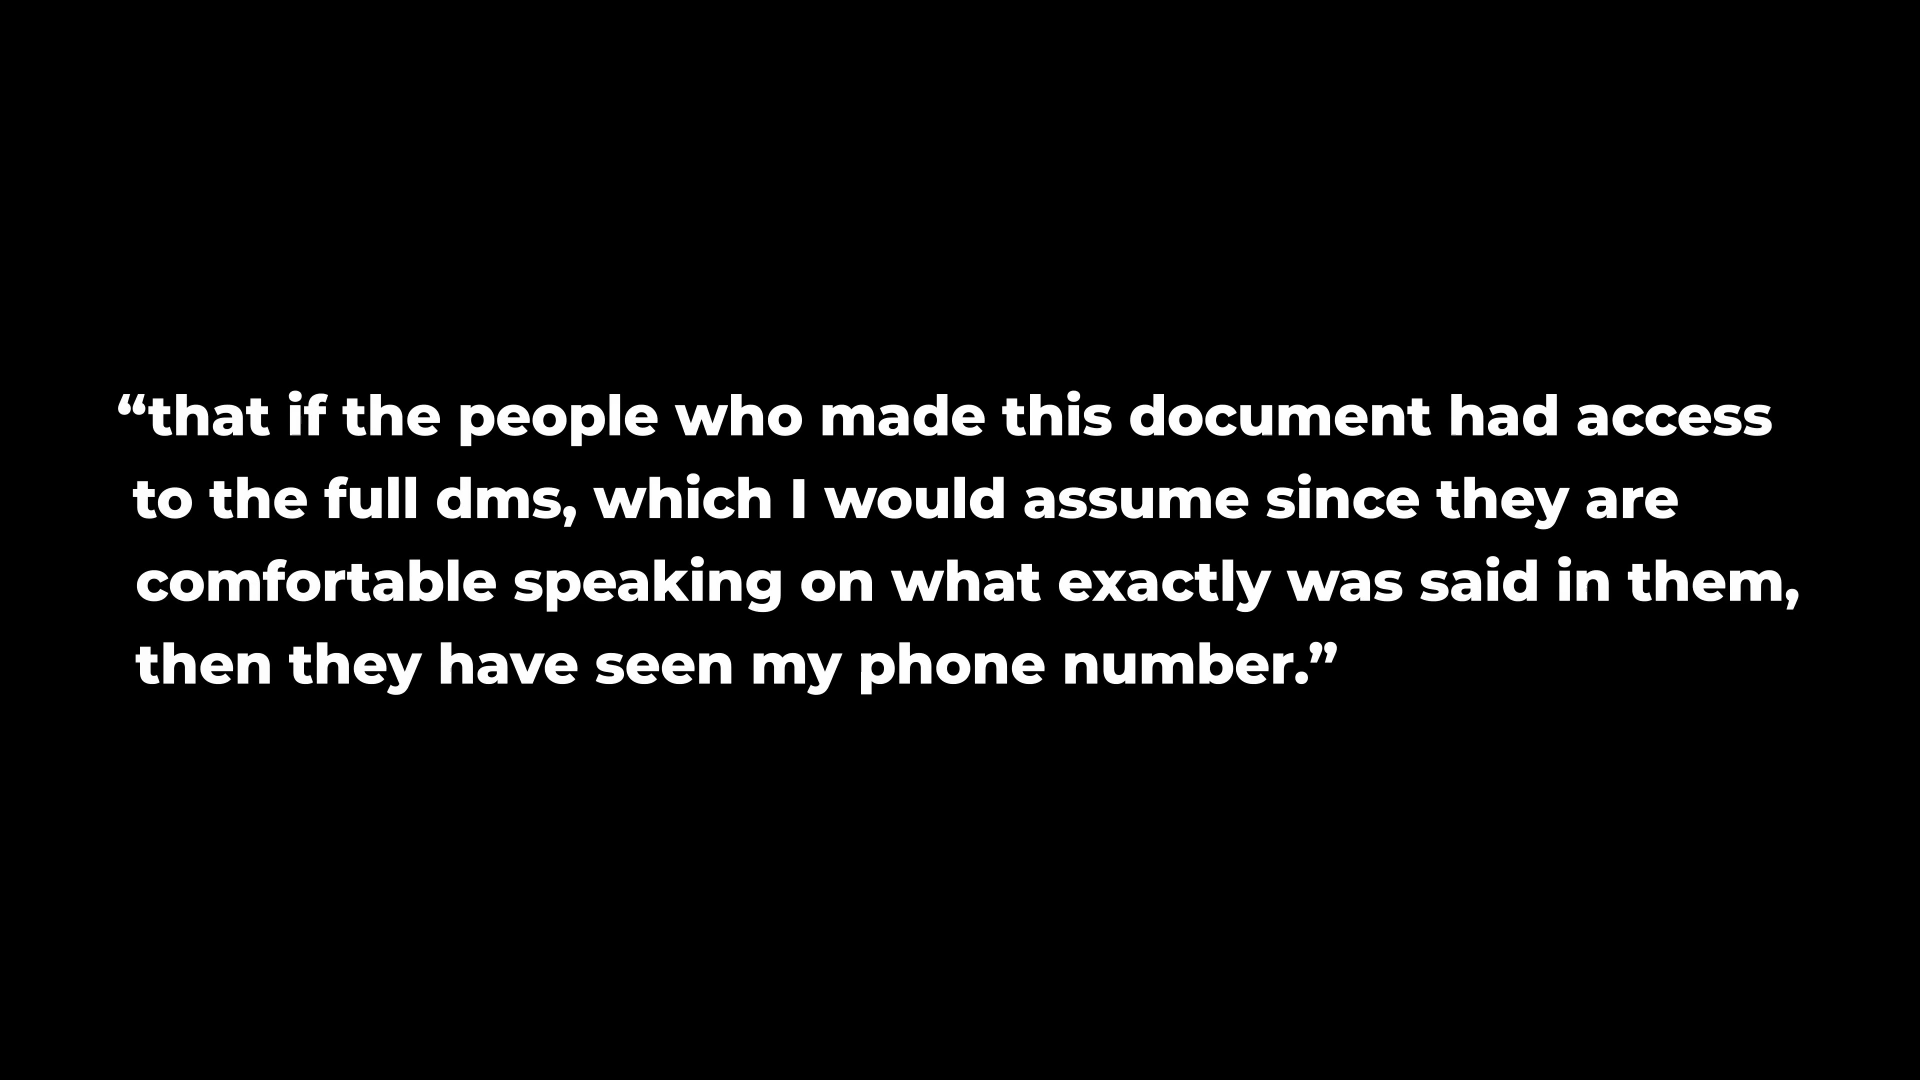 “that if the people who made this document had access
to the full dms, which I would assume since they are
comfortable speaking on what exactly was said in them,
then they have seen my phone number.”